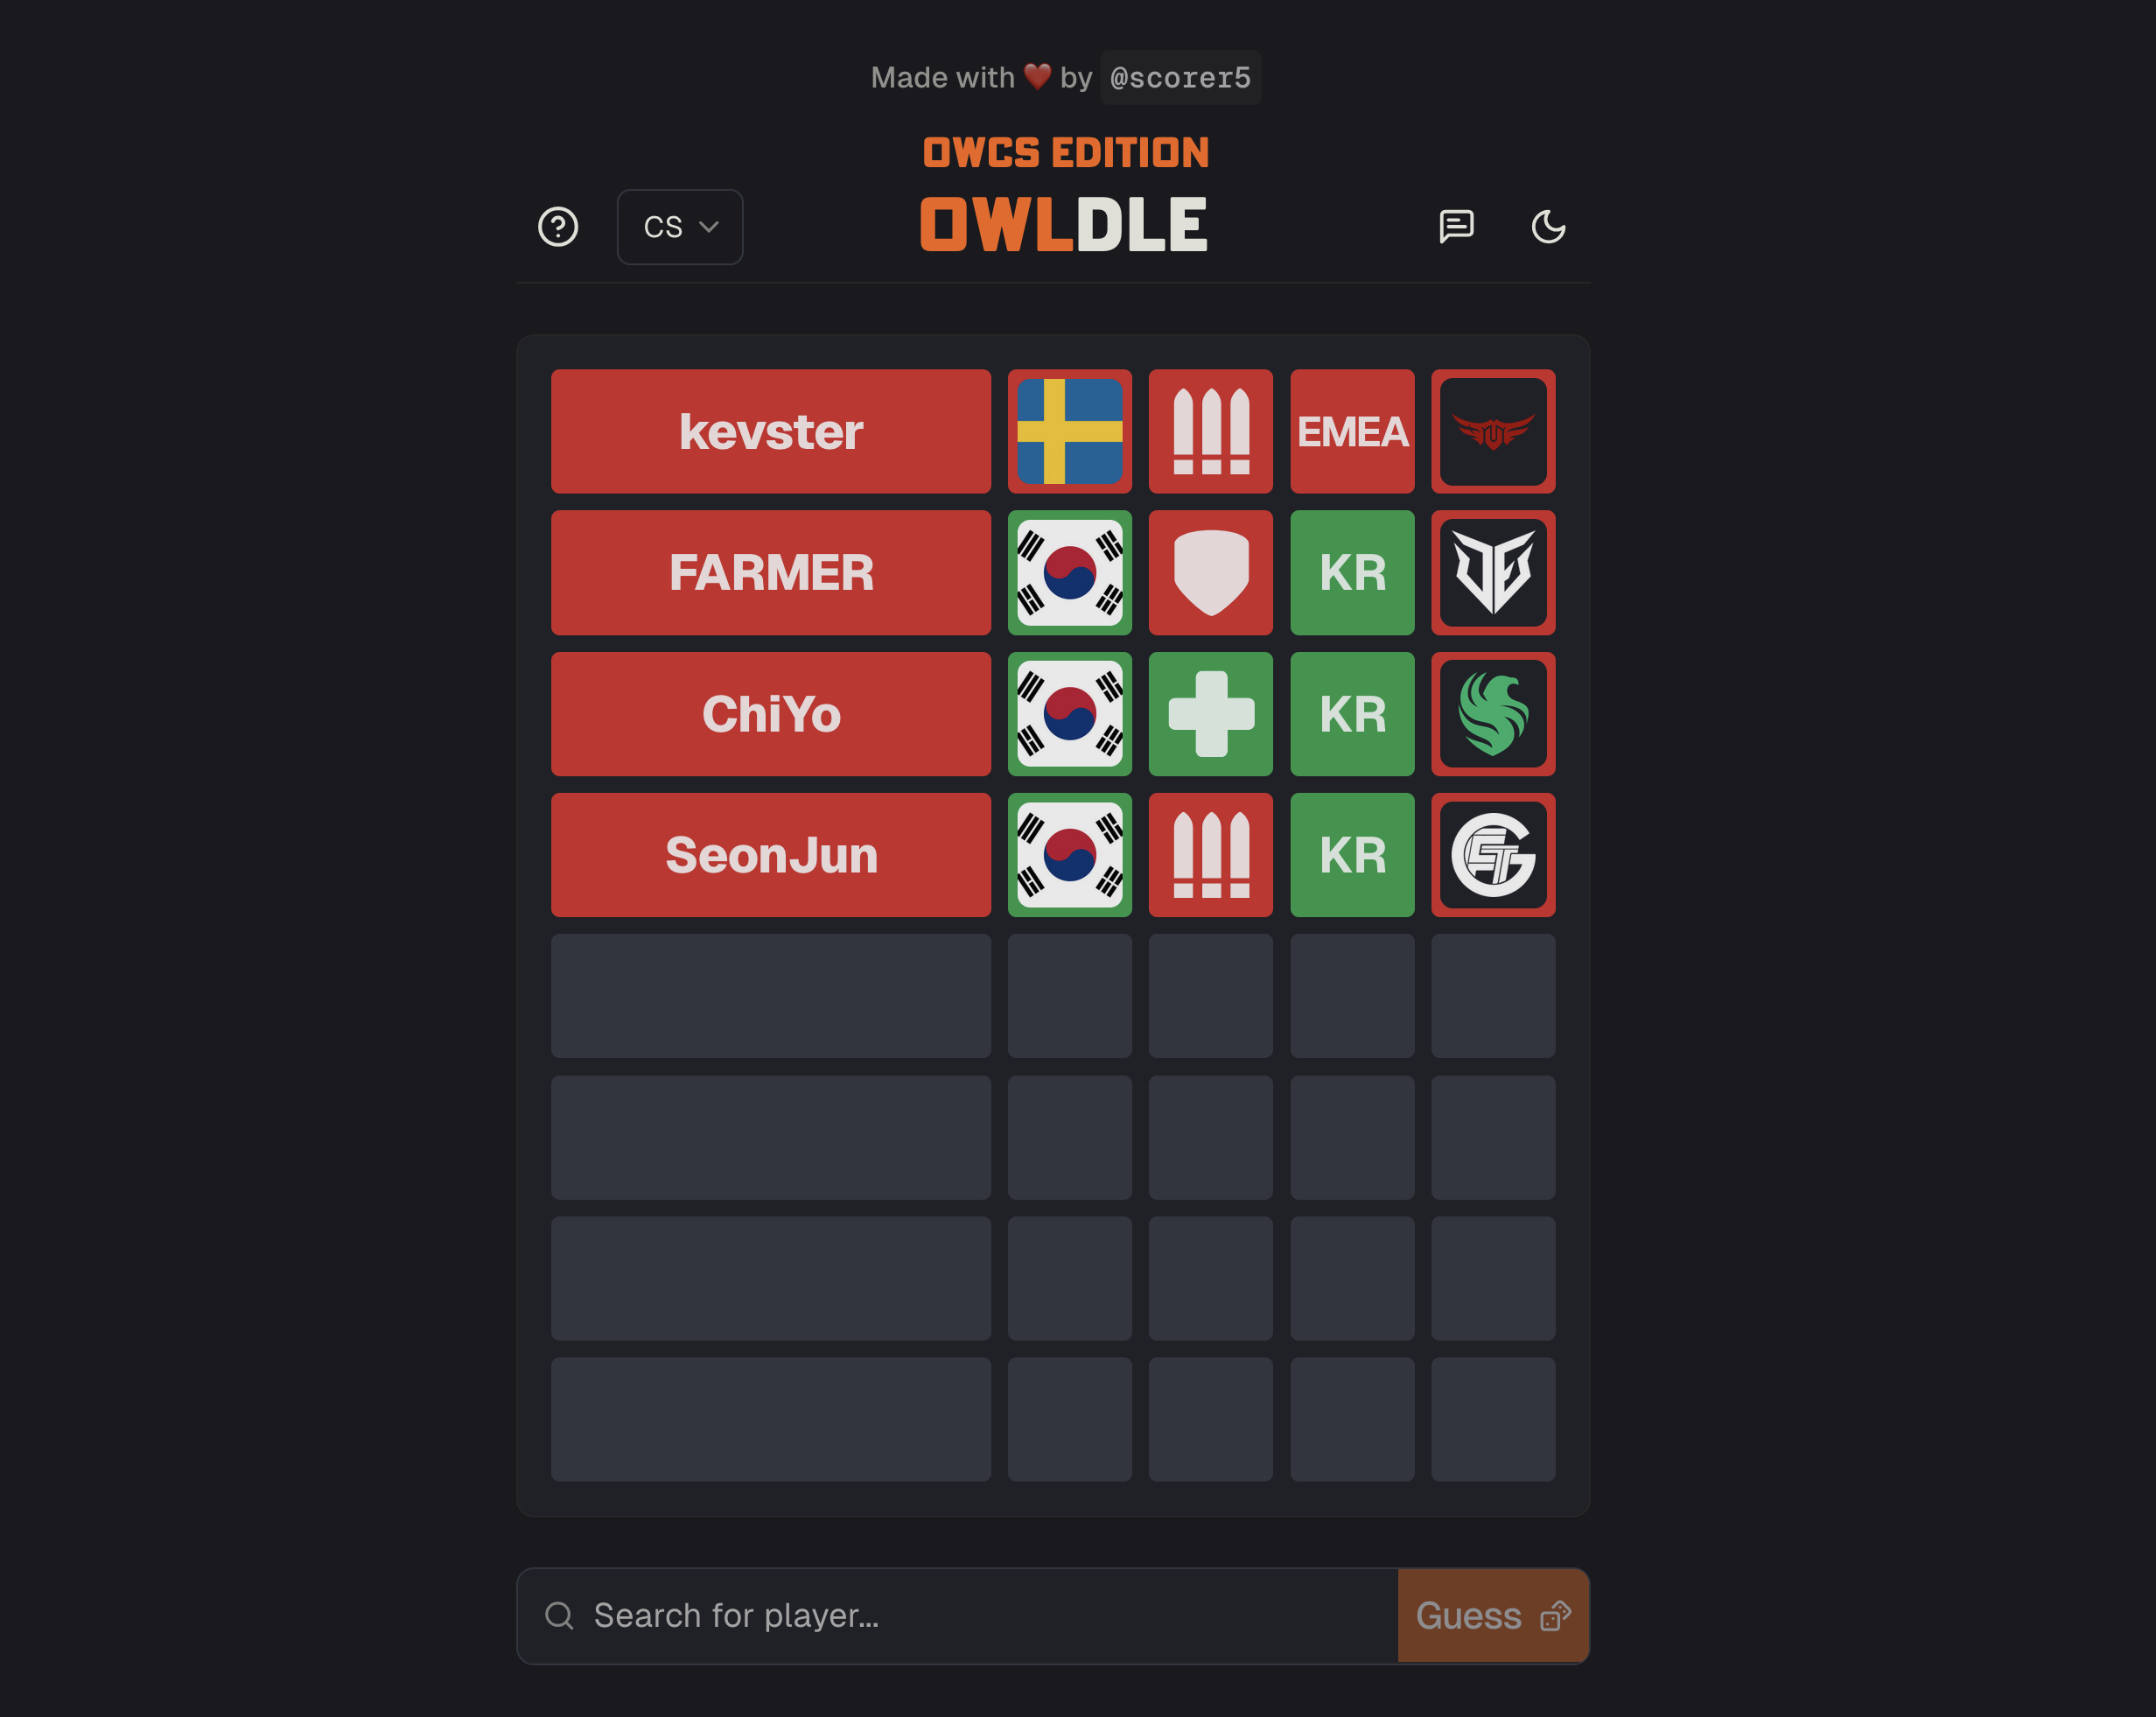 Made with ❤️ by @scorer5
OWCS EDITION
CS
OWLDLE
kevster
EMEA
FARMER
KR
ChiYo
KR
SeonJun
KR
Search for player...
Guess